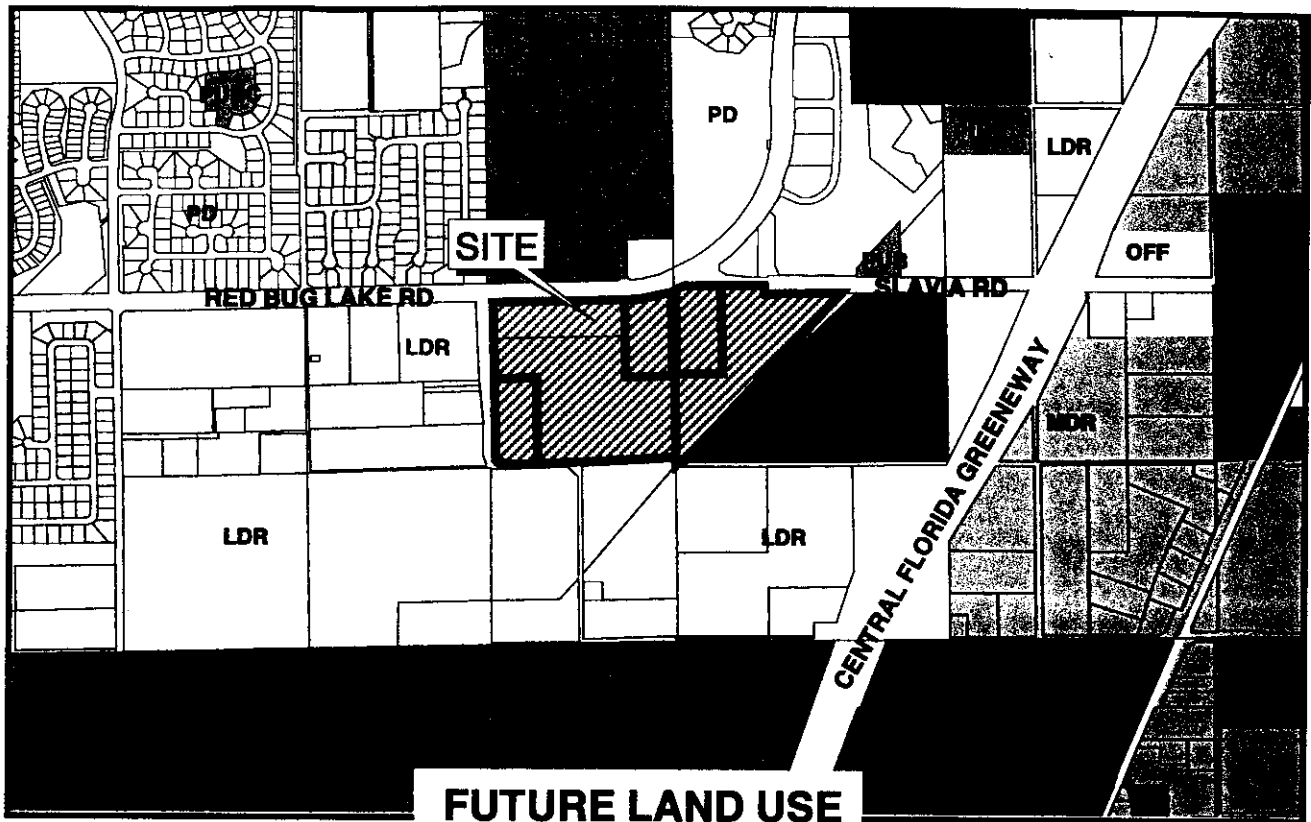 PD
LDR
PD
SITE
OFF
RED BUG LAKE RD
SLAVIA RD
LDR
MDR
LDR
LDR
CENTRAL FLORIDA GREENEWAY
FUTURE LAND USE